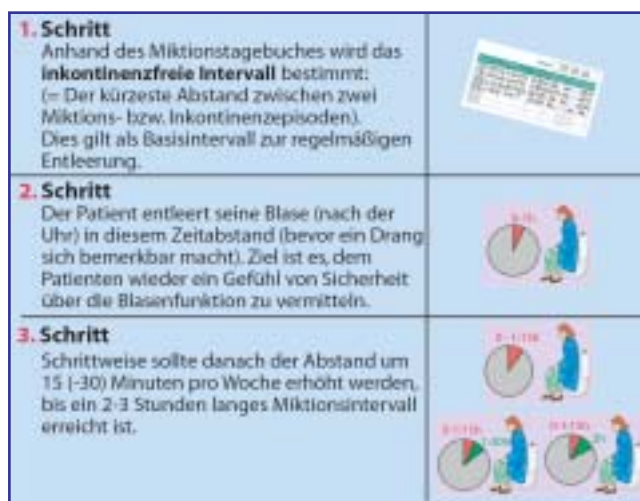 1. Schritt
Anhand des Miktionstagebuches wird das
inkontinenzfreie Intervall bestimmt:
(= Der kürzeste Abstand zwischen zwei
Miktions- bzw. Inkontinenzepisoden).
Dies gilt als Basisintervall zur regelmäßigen
Entleerung.
2. Schritt
Der Patient entleert seine Blase (nach der
Uhr) in diesem Zeitabstand (bevor ein Drang
sich bemerkbar macht). Ziel ist es, dem
Patienten wieder ein Gefühl von Sicherheit
über die Blasenfunktion zu vermitteln.
3. Schritt
Schrittweise sollte danach der Abstand um
15 (-30) Minuten pro Woche erhöht werden,
bis ein 2-3 Stunden langes Miktionsintervall
erreicht ist.